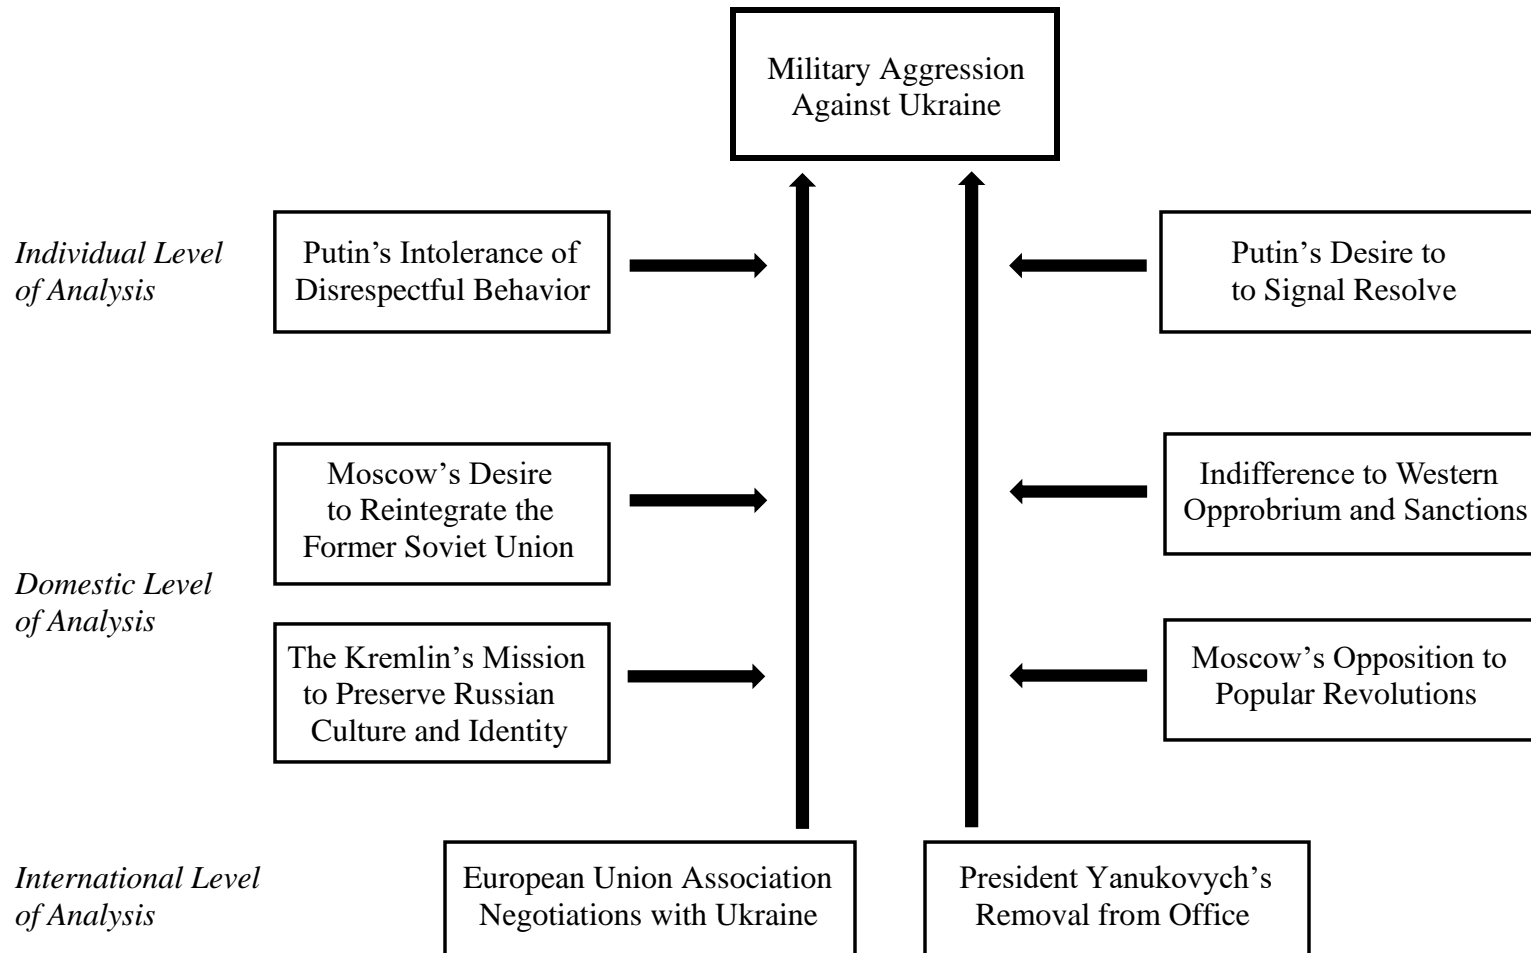 Military Aggression
Against Ukraine
Individual Level
of Analysis
Putin’s Intolerance of
Disrespectful Behavior
Putin’s Desire to
to Signal Resolve
Domestic Level
of Analysis
Moscow’s Desire
to Reintegrate the
Former Soviet Union
Indifference to Western
Opprobrium and Sanctions
The Kremlin’s Mission
to Preserve Russian
Culture and Identity
Moscow’s Opposition to
Popular Revolutions
International Level
of Analysis
European Union Association
Negotiations with Ukraine
President Yanukovych’s
Removal from Office